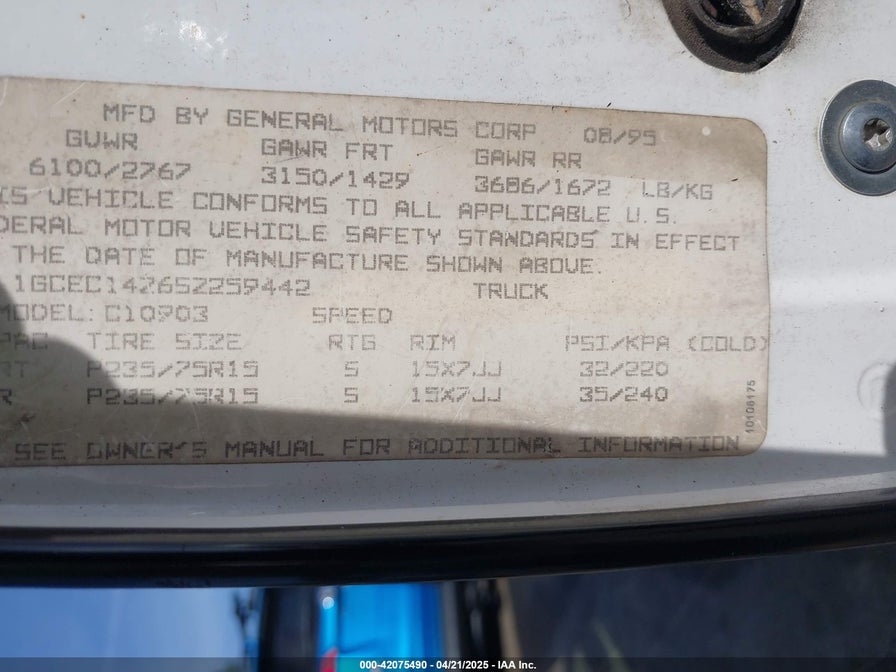 MFD BY GENERAL MOTORS CORP 08/95
GVWR GAWR FRT GAWR RR
6100/2767 3150/1429 3686/1672 LB/KG
IS VEHICLE CONFORMS TO ALL APPLICABLE U.S.
DERAL MOTOR VEHICLE SAFETY STANDARDS IN EFFECT
THE DATE OF MANUFACTURE SHOWN ABOVE.
1GCEC14Z6SZ259442 TRUCK
MODEL: C10903 SPEED
PAC TIRE SIZE RTG RIM PSI/KPA (COLD)
RT P235/75R15 S 15X7JJ 32/220
R P235/75R15 S 15X7JJ 35/240
SEE OWNER'S MANUAL FOR ADDITIONAL INFORMATION
10108175
000-42075490 - 04/21/2025 - IAA Inc.